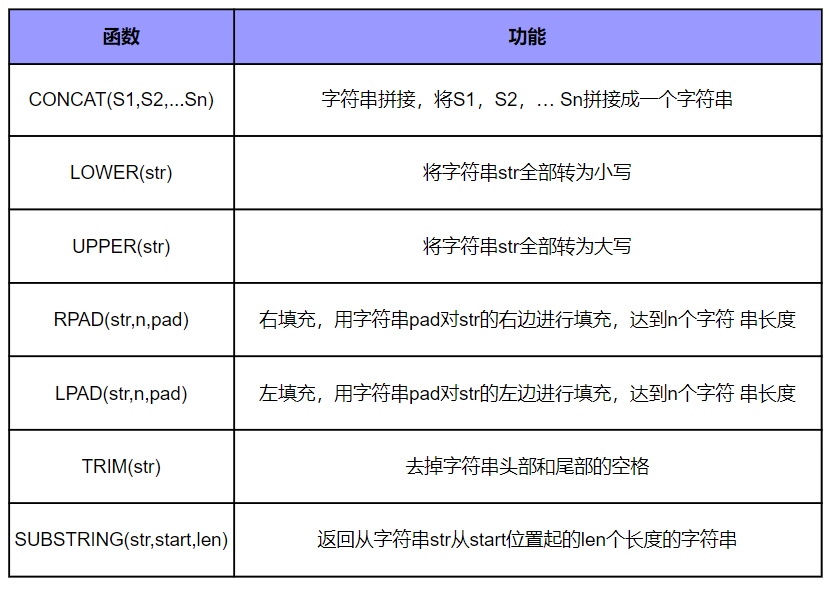 函数 功能
CONCAT(S1,S2,...Sn) 字符串拼接，将S1，S2，… Sn拼接成一个字符串
LOWER(str) 将字符串str全部转为小写
UPPER(str) 将字符串str全部转为大写
RPAD(str,n,pad) 右填充，用字符串pad对str的右边进行填充，达到n个字符 串长度
LPAD(str,n,pad) 左填充，用字符串pad对str的左边进行填充，达到n个字符 串长度
TRIM(str) 去掉字符串头部和尾部的空格
SUBSTRING(str,start,len) 返回从字符串str从start位置起的len个长度的字符串